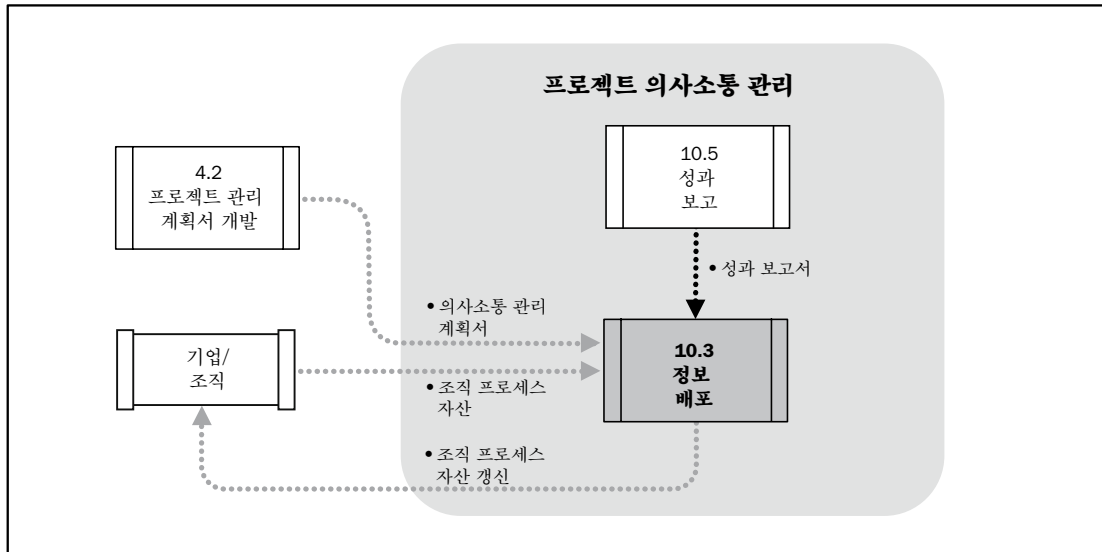 프로젝트 의사소통 관리
4.2
프로젝트 관리
계획서 개발
10.5
성과
보고
• 성과 보고서
• 의사소통 관리
계획서
기업/
조직
10.3
정보
배포
• 조직 프로세스
자산
• 조직 프로세스
자산 갱신